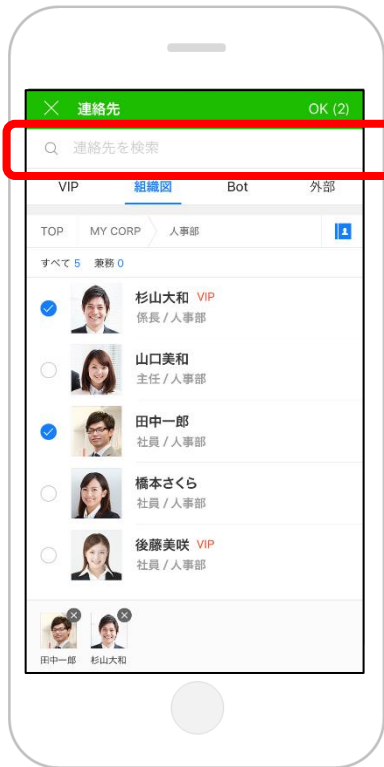 連絡先 OK (2)
連絡先を検索
VIP 組織図 Bot 外部
TOP MY CORP 人事部
すべて 5 兼務 0
杉山大和 VIP
係長 / 人事部
山口美和
主任 / 人事部
田中一郎
社員 / 人事部
橋本さくら
社員 / 人事部
後藤美咲 VIP
社員 / 人事部
田中一郎 杉山大和